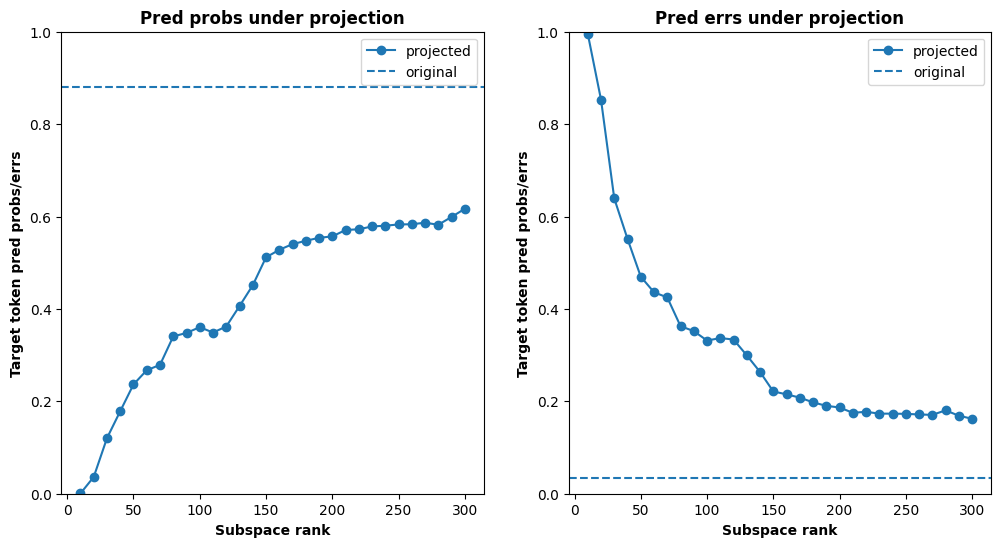 Pred probs under projection
projected
original
Target token pred probs/errs
1.0
0.8
0.6
0.4
0.2
0.0
0
50
100
150
200
250
300
Subspace rank
Pred errs under projection
projected
original
Target token pred probs/errs
1.0
0.8
0.6
0.4
0.2
0.0
0
50
100
150
200
250
300
Subspace rank